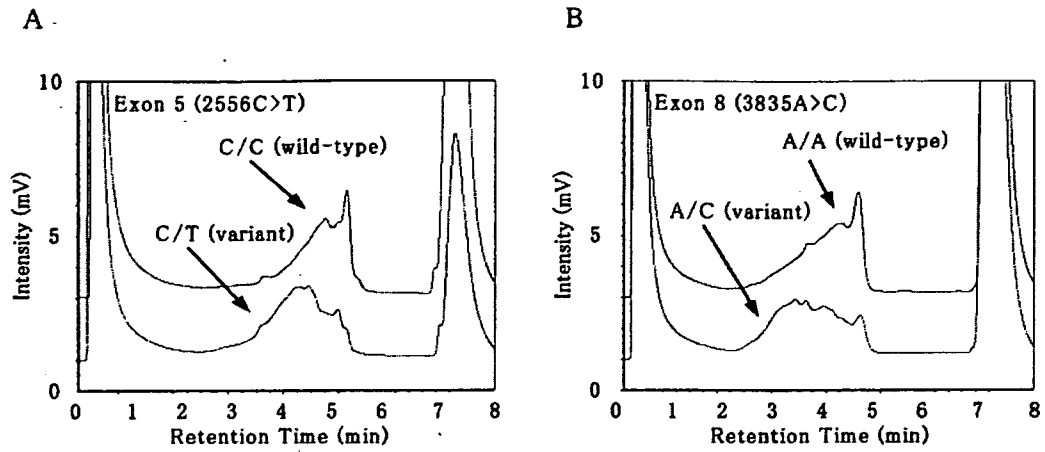 A
B
10
Exon 5 (2556C>T)
C/C (wild-type)
C/T (variant)
5
0
Intensity (mV)
0 1 2 3 4 5 6 7 8
Retention Time (min)
10
Exon 8 (3835A>C)
A/A (wild-type)
A/C (variant)
5
0
Intensity (mV)
0 1 2 3 4 5 6 7 8
Retention Time (min)